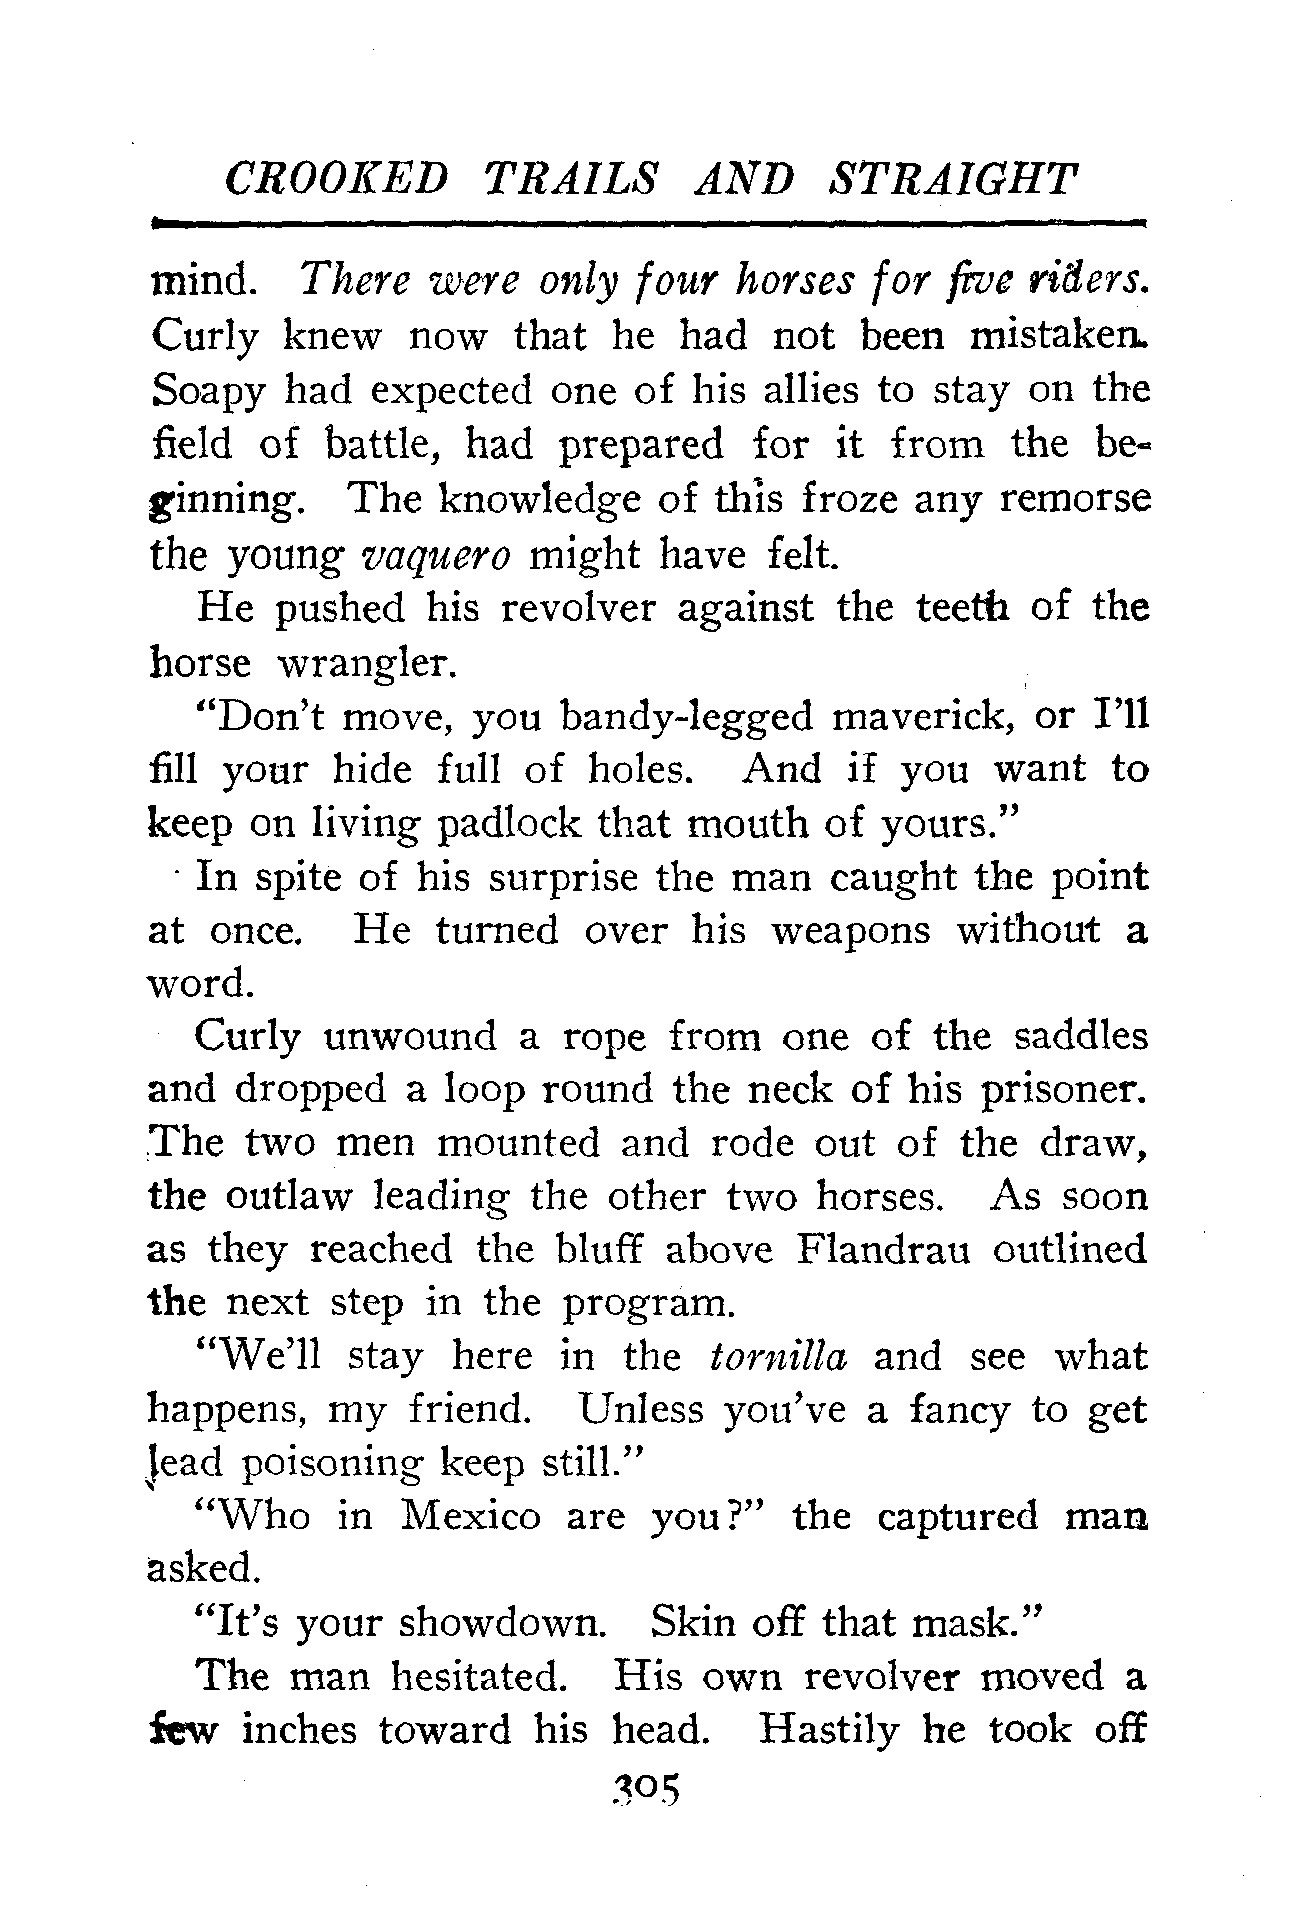 CROOKED TRAILS AND STRAIGHT
mind. There were only four horses for five riders.
Curly knew now that he had not been mistaken.
Soapy had expected one of his allies to stay on the
field of battle, had prepared for it from the be-
ginning. The knowledge of this froze any remorse
the young vaquero might have felt.
He pushed his revolver against the teeth of the
horse wrangler.
"Don't move, you bandy-legged maverick, or I'll
fill your hide full of holes. And if you want to
keep on living padlock that mouth of yours."
In spite of his surprise the man caught the point
at once. He turned over his weapons without a
word.
Curly unwound a rope from one of the saddles
and dropped a loop round the neck of his prisoner.
The two men mounted and rode out of the draw,
the outlaw leading the other two horses. As soon
as they reached the bluff above Flandrau outlined
the next step in the program.
"We'll stay here in the tornilla and see what
happens, my friend. Unless you've a fancy to get
lead poisoning keep still."
"Who in Mexico are you?" the captured man
asked.
"It's your showdown. Skin off that mask."
The man hesitated. His own revolver moved a
few inches toward his head. Hastily he took off
305